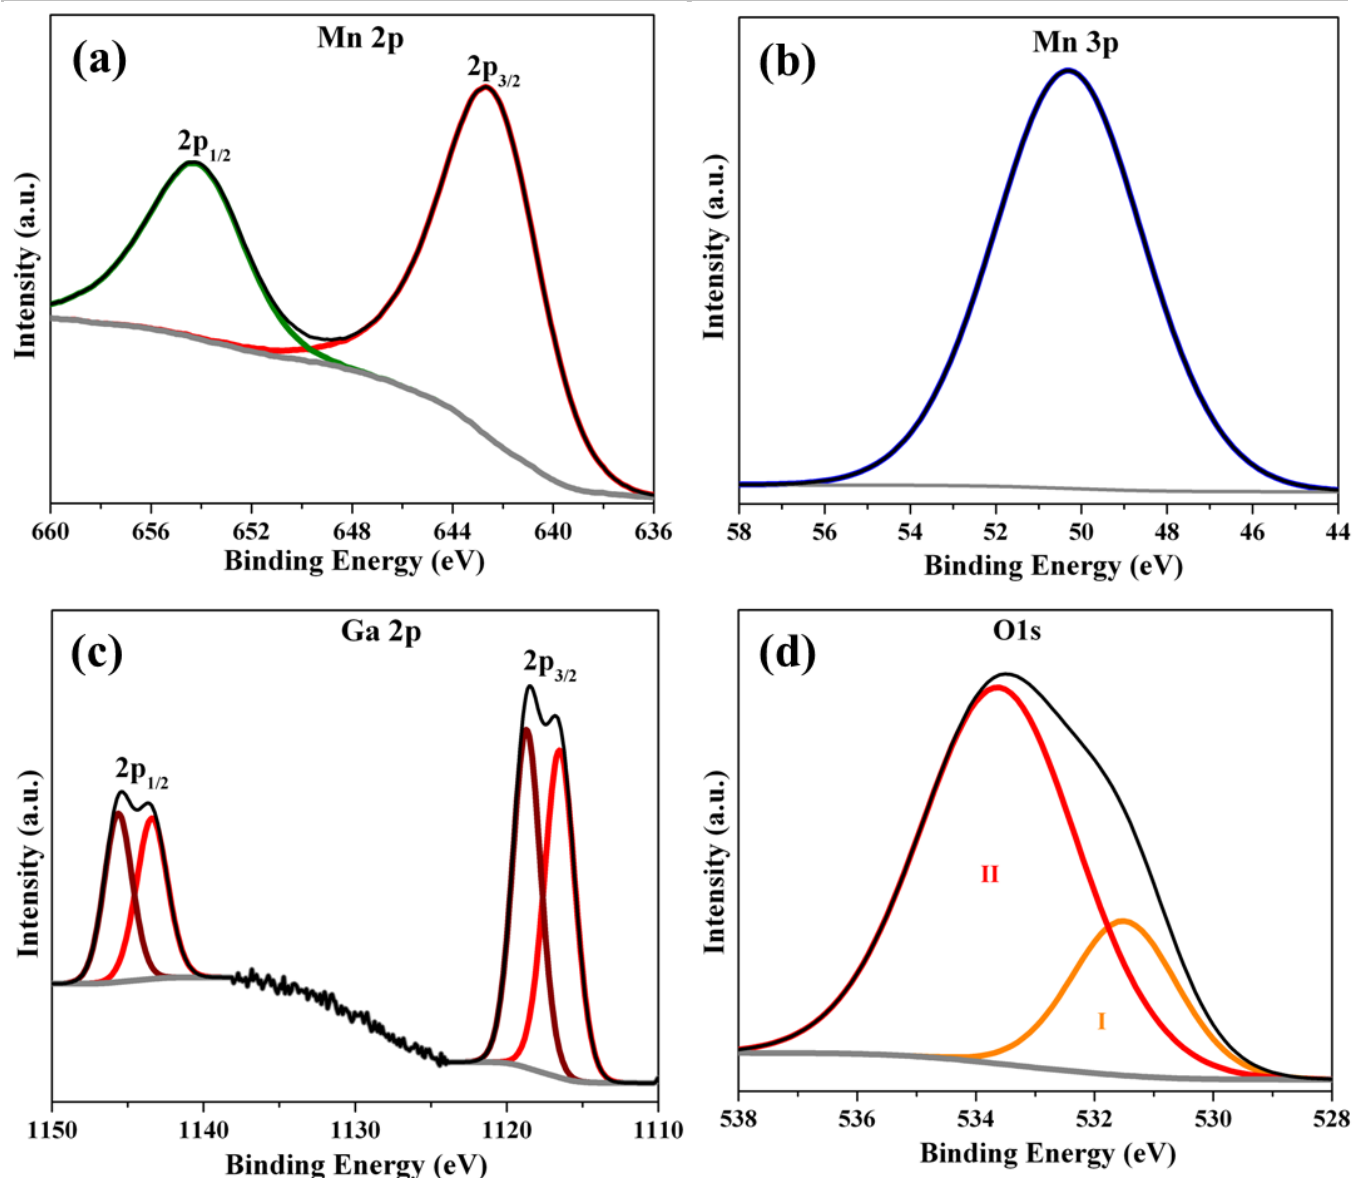 (a)
Mn 2p
2p1/2
2p3/2
Intensity (a.u.)
660 656 652 648 644 640 636
Binding Energy (eV)
(b)
Mn 3p
Intensity (a.u.)
58 56 54 52 50 48 46 44
Binding Energy (eV)
(c)
Ga 2p
2p1/2
2p3/2
Intensity (a.u.)
1150 1140 1130 1120 1110
Binding Energy (eV)
(d)
O1s
II
I
Intensity (a.u.)
538 536 534 532 530 528
Binding Energy (eV)